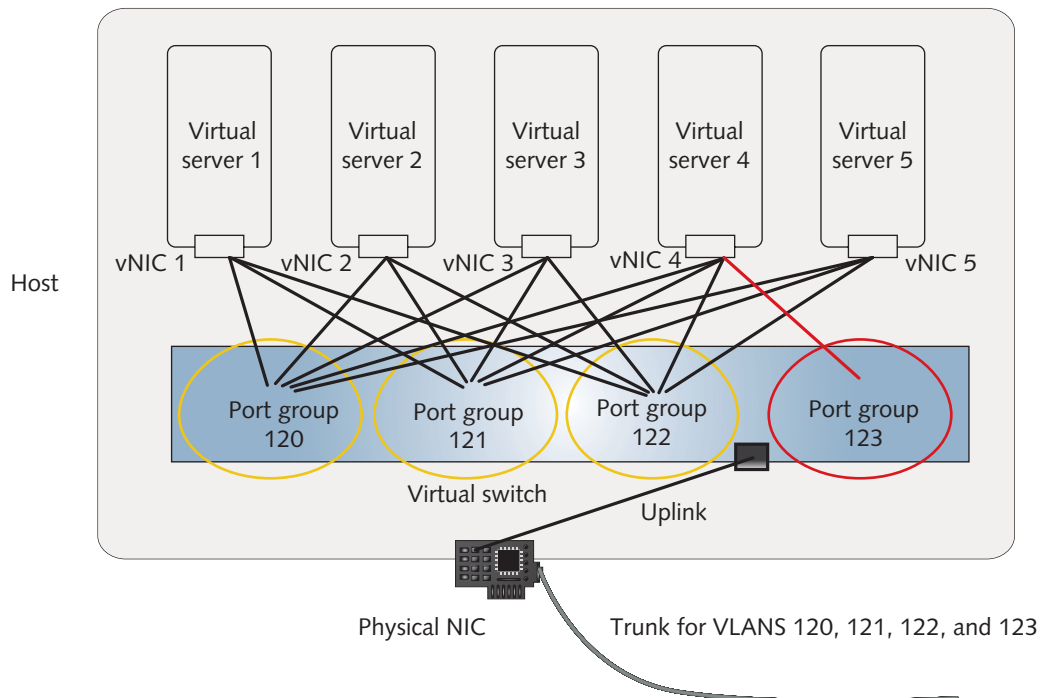 Virtual
server 1
Virtual
server 2
Virtual
server 3
Virtual
server 4
Virtual
server 5
vNIC 1
vNIC 2
vNIC 3
vNIC 4
vNIC 5
Host
Port group
120
Port group
121
Port group
122
Port group
123
Virtual switch
Uplink
Physical NIC
Trunk for VLANS 120, 121, 122, and 123